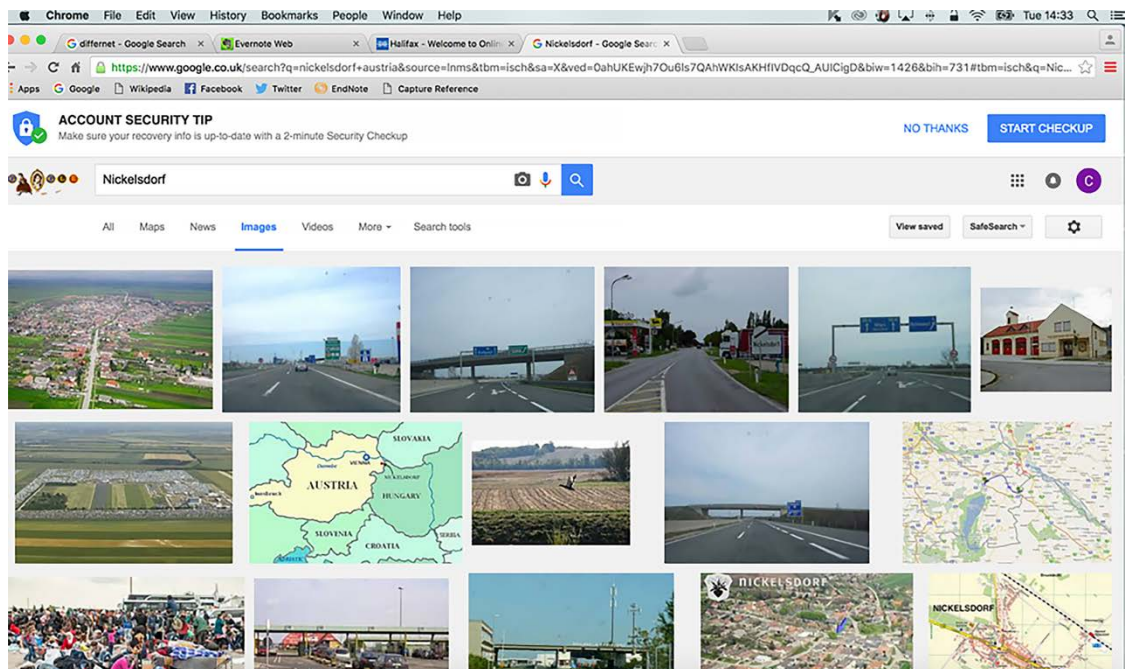 Chrome File Edit View History Bookmarks People Window Help Tue 14:33
differnet - Google Search Evernote Web Halifax - Welcome to Onlin Nickelsdorf - Google Searc
https://www.google.co.uk/search?q=nickelsdorf+austria&source=lnms&tbm=isch&sa=X&ved=0ahUKEwjh7Ou6Is7QAhWKIsAKHfIVDqcQ_AUICigD&biw=1426&bih=731#tbm=isch&q=Nic...
Apps Google Wikipedia Facebook Twitter EndNote Capture Reference
ACCOUNT SECURITY TIP
Make sure your recovery info is up-to-date with a 2-minute Security Checkup
NO THANKS START CHECKUP
Nickelsdorf
C
All Maps News Images Videos More Search tools
View saved SafeSearch
Nickelsdorf
SLOVAKIA
Danube VIENNA
NICKELSDORF
AUSTRIA
HUNGARY
SLOVENIA
CROATIA
NICKELSDORF
NICKELSDORF